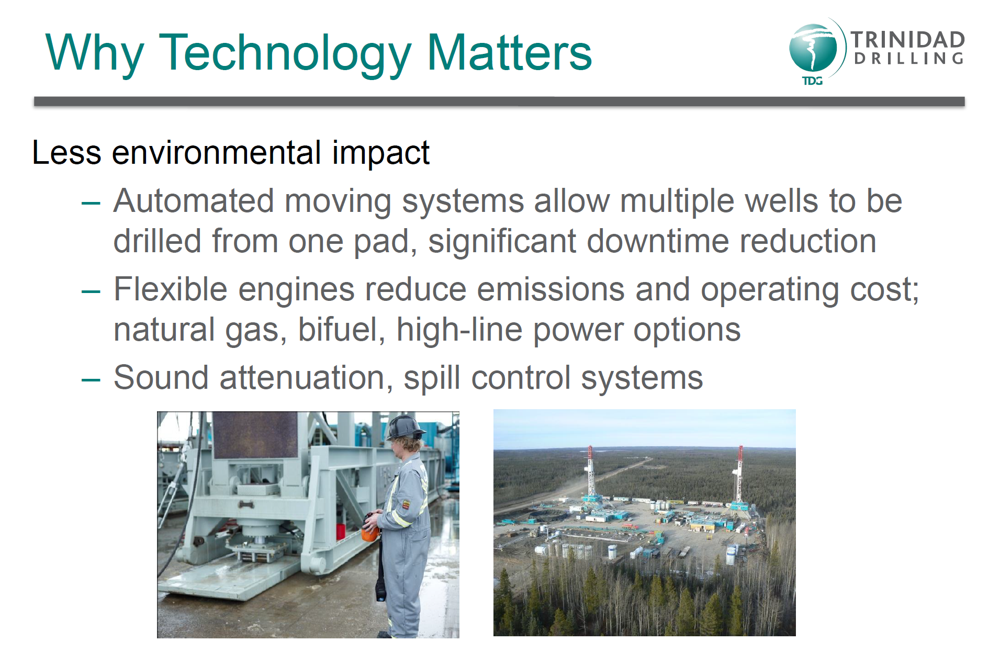 Why Technology Matters
TRINIDAD
DRILLING
TDG
Less environmental impact
– Automated moving systems allow multiple wells to be
drilled from one pad, significant downtime reduction
– Flexible engines reduce emissions and operating cost;
natural gas, bifuel, high-line power options
– Sound attenuation, spill control systems